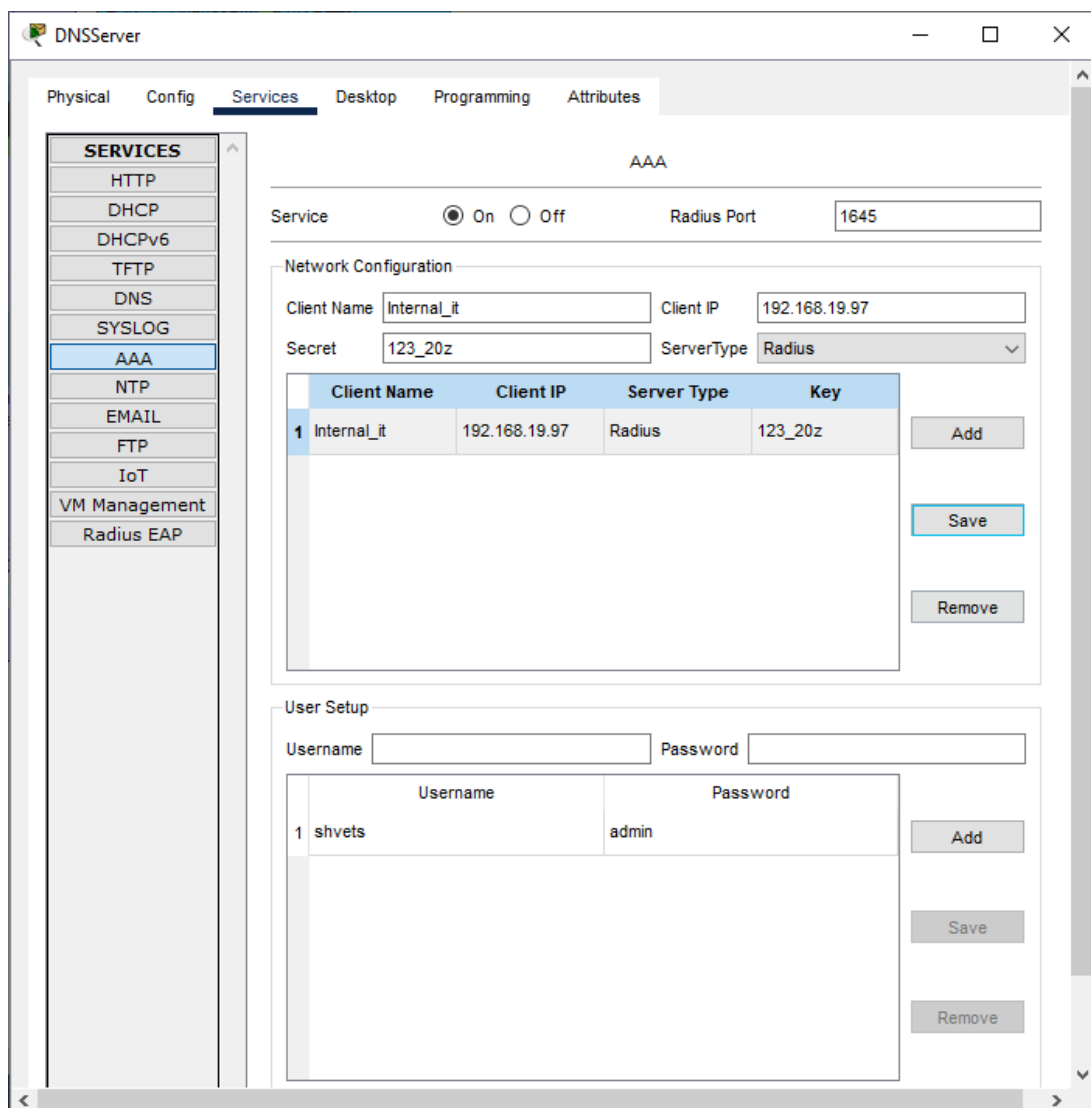 DNSServer
Physical Config Services Desktop Programming Attributes
SERVICES
HTTP
DHCP
DHCPv6
TFTP
DNS
SYSLOG
AAA
NTP
EMAIL
FTP
IoT
VM Management
Radius EAP
AAA
Service On Off Radius Port 1645
Network Configuration
Client Name Internal_it Client IP 192.168.19.97
Secret 123_20z ServerType Radius
Client Name Client IP Server Type Key
1 Internal_it 192.168.19.97 Radius 123_20z
Add
Save
Remove
User Setup
Username Password
Username Password
1 shvets admin
Add
Save
Remove